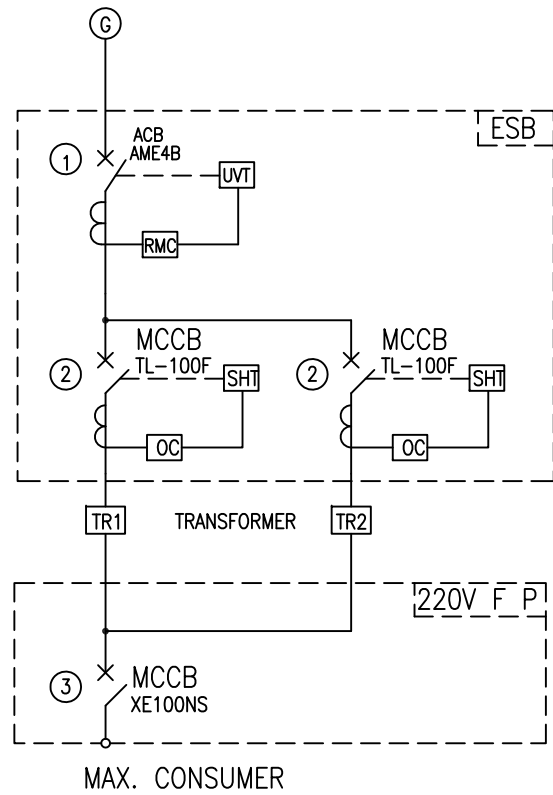 G
ESB
1
ACB
AME4B
UVT
RMC
MCCB
TL-100F
2
SHT
OC
MCCB
TL-100F
2
SHT
OC
TR1
TRANSFORMER
TR2
220V F P
3
MCCB
XE100NS
MAX. CONSUMER